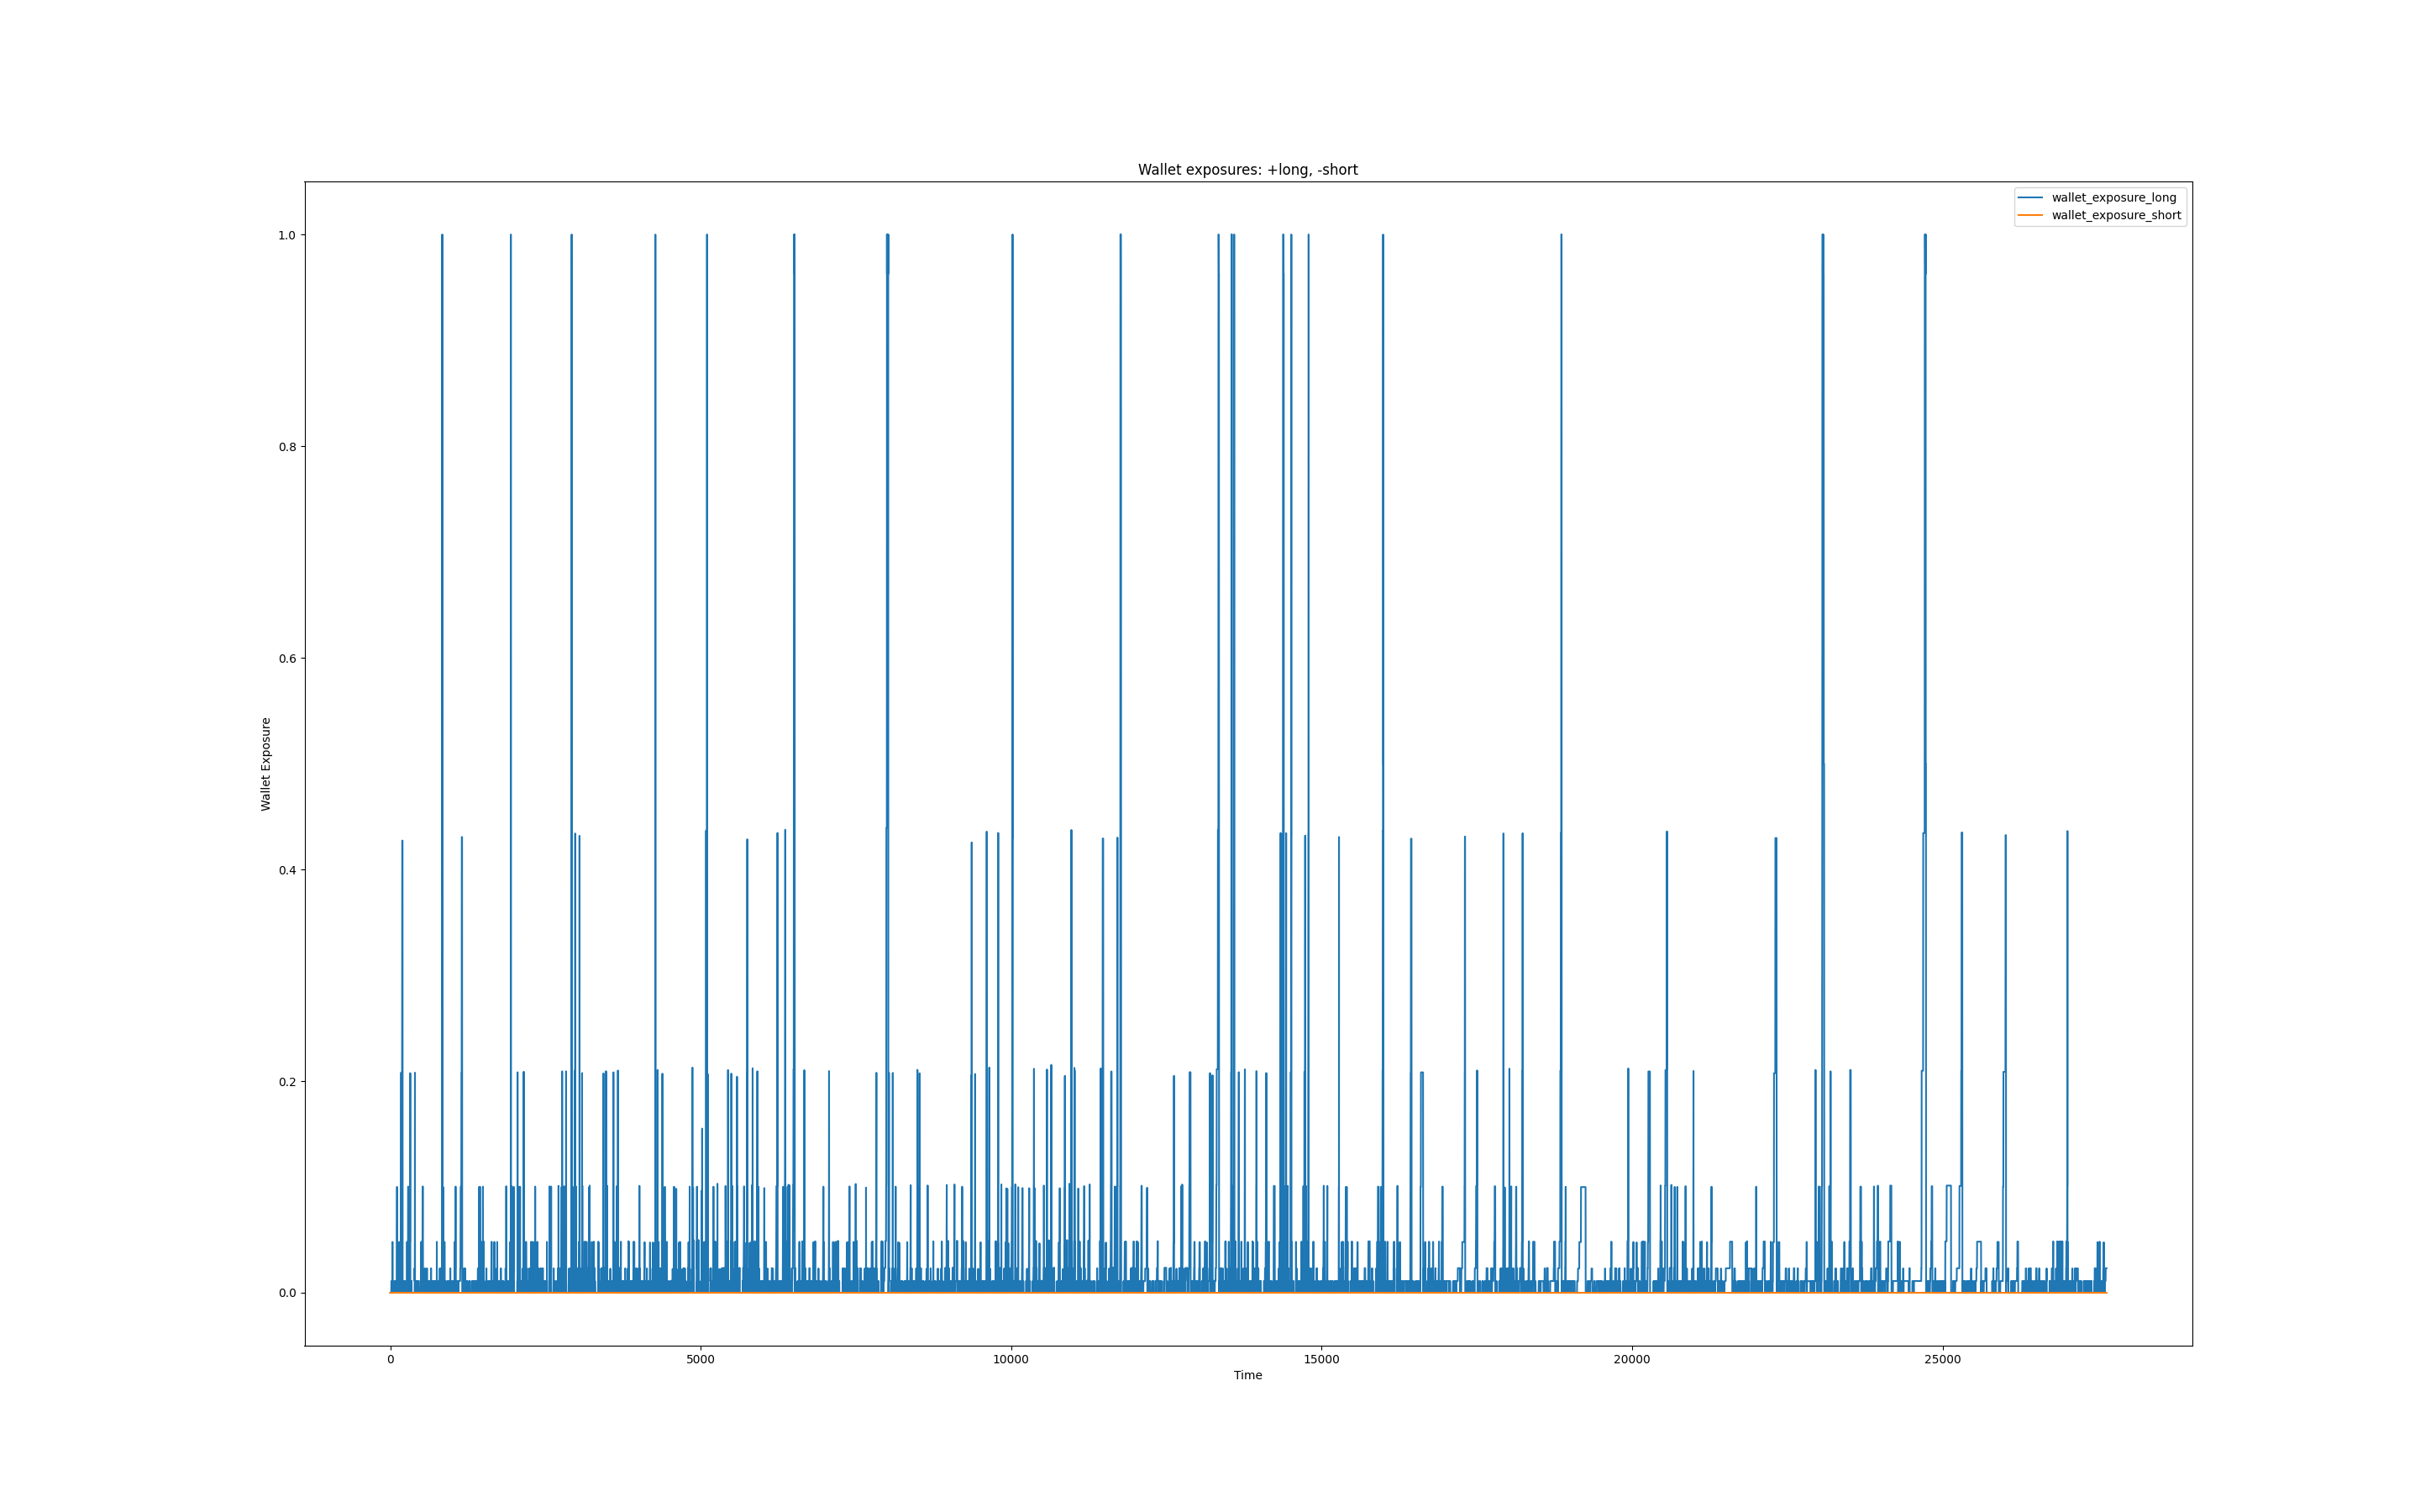 Wallet exposures: +long, -short
wallet_exposure_long
wallet_exposure_short
1.0
0.8
0.6
0.4
0.2
0.0
Wallet Exposure
0 5000 10000 15000 20000 25000
Time